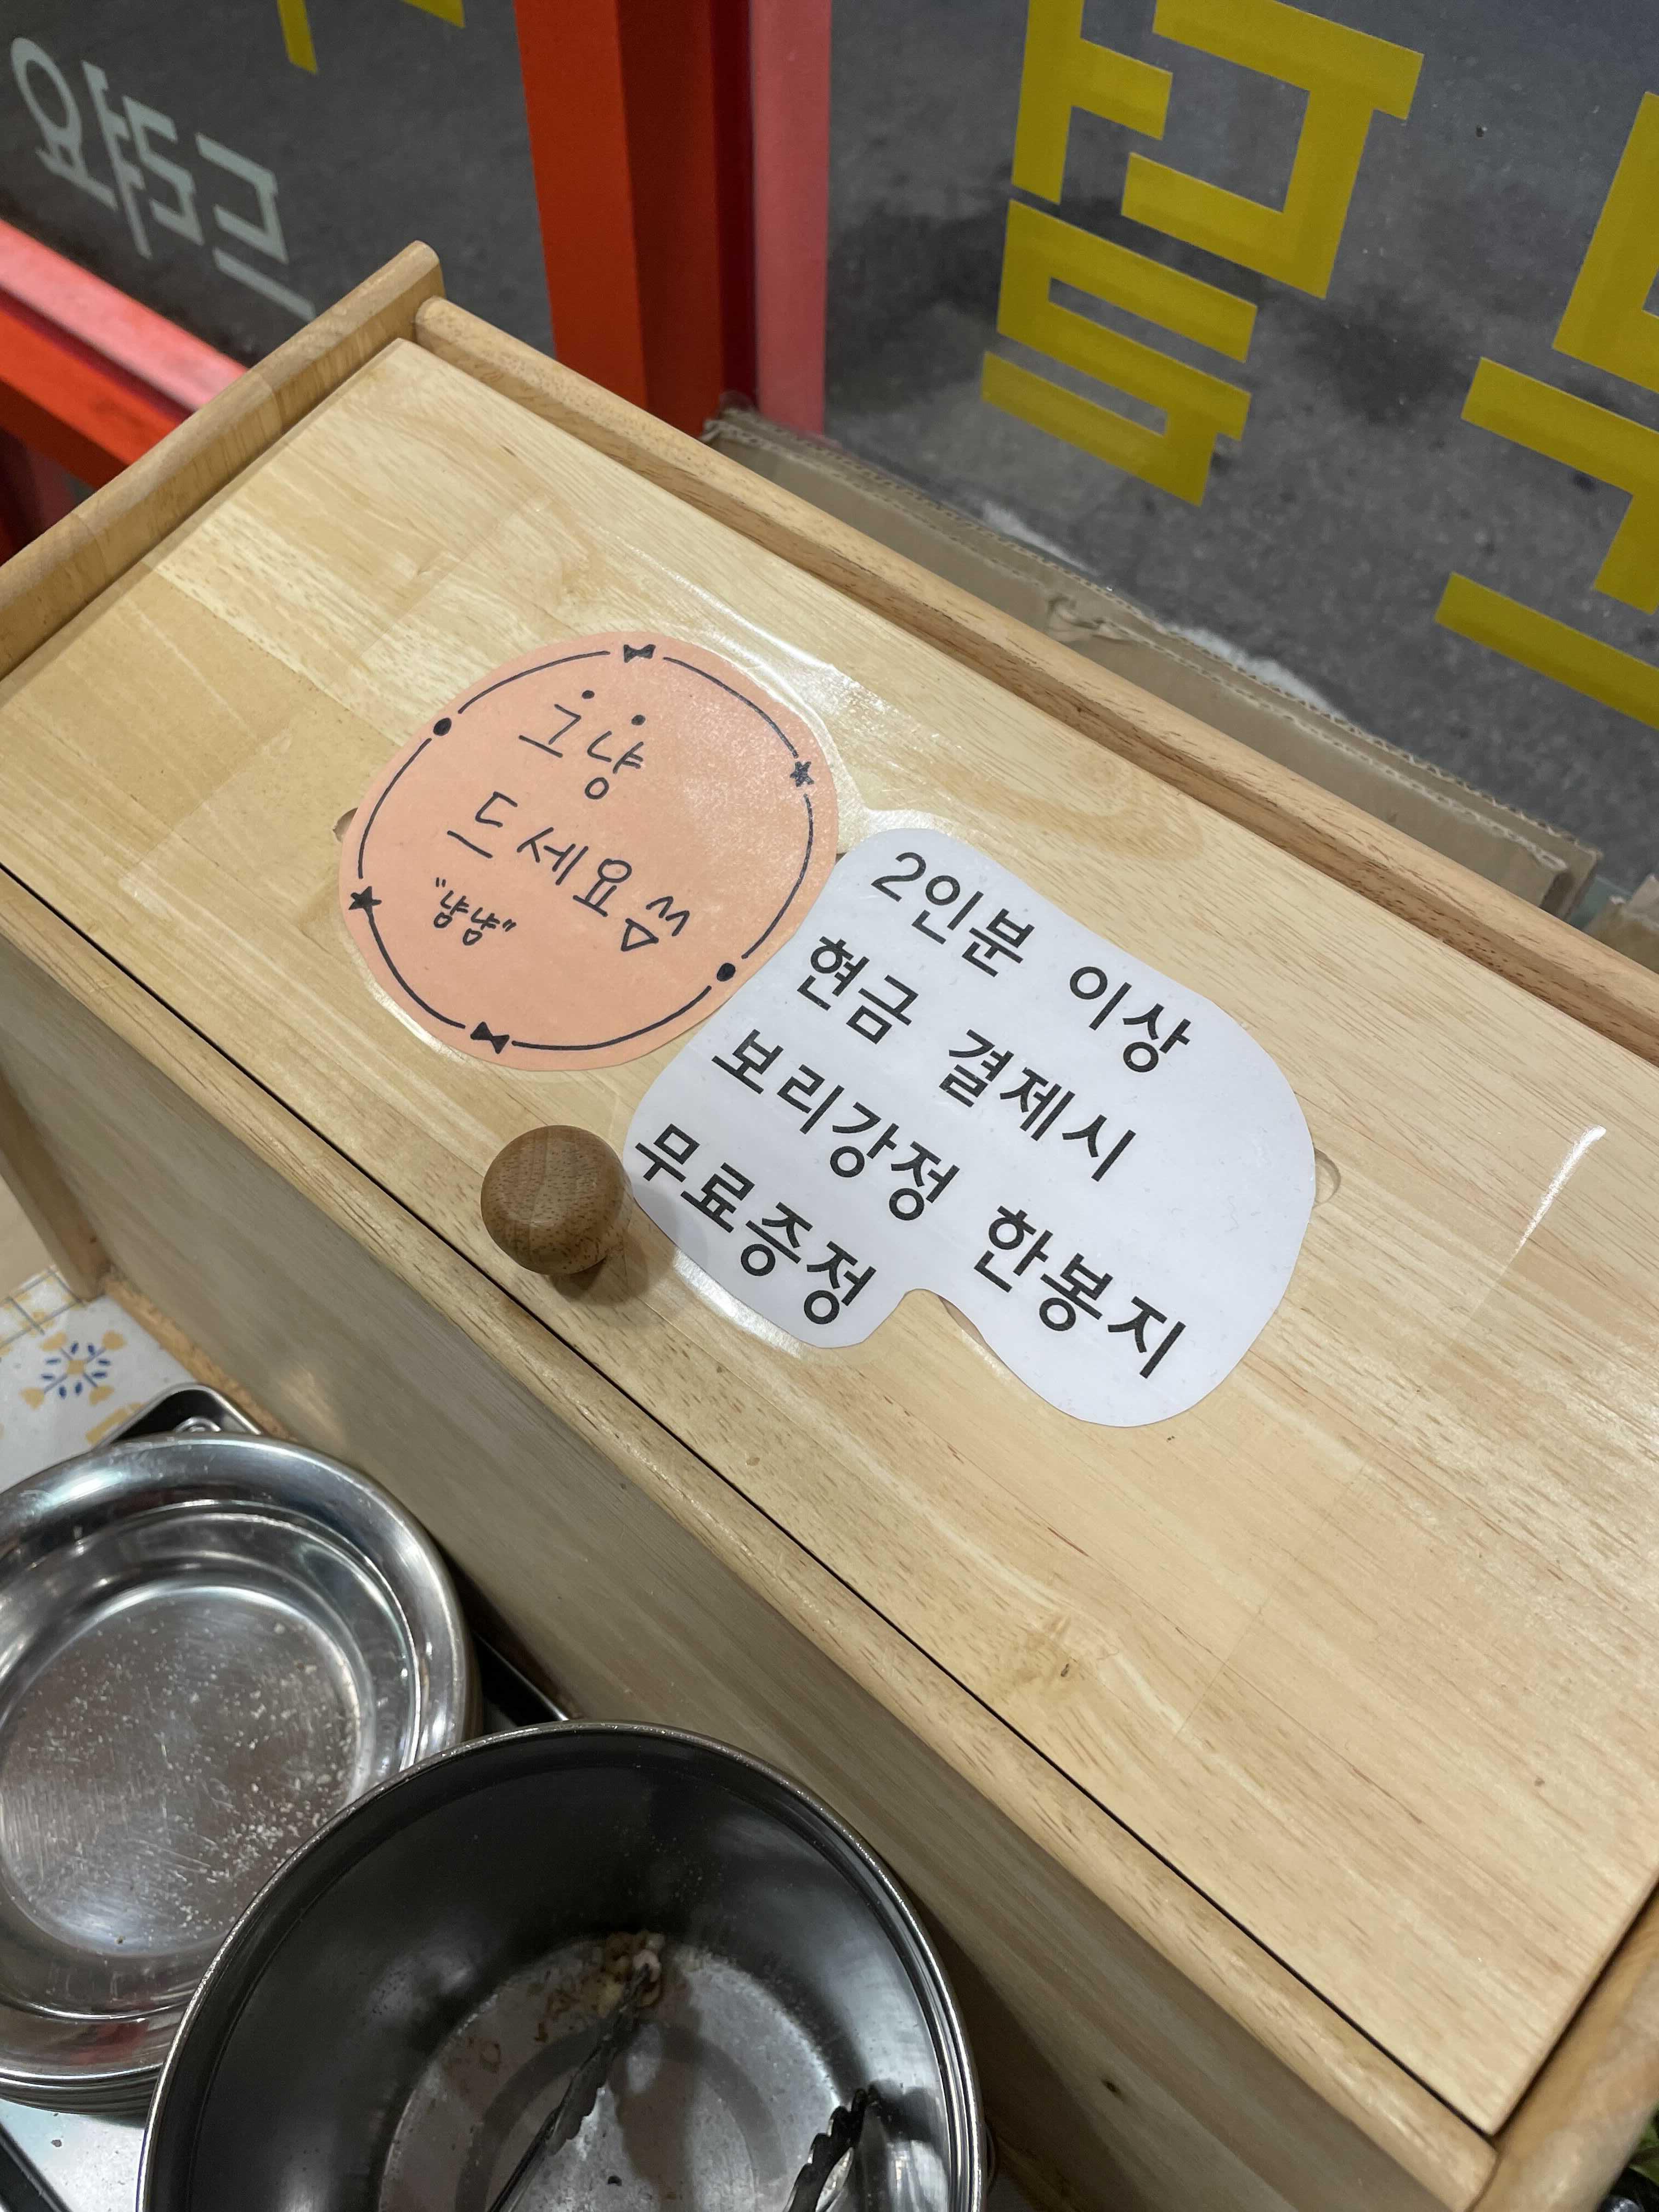 그냥
드세요
"냠냠"
2인분 이상
현금 결제시
보리강정 한봉지
무료증정